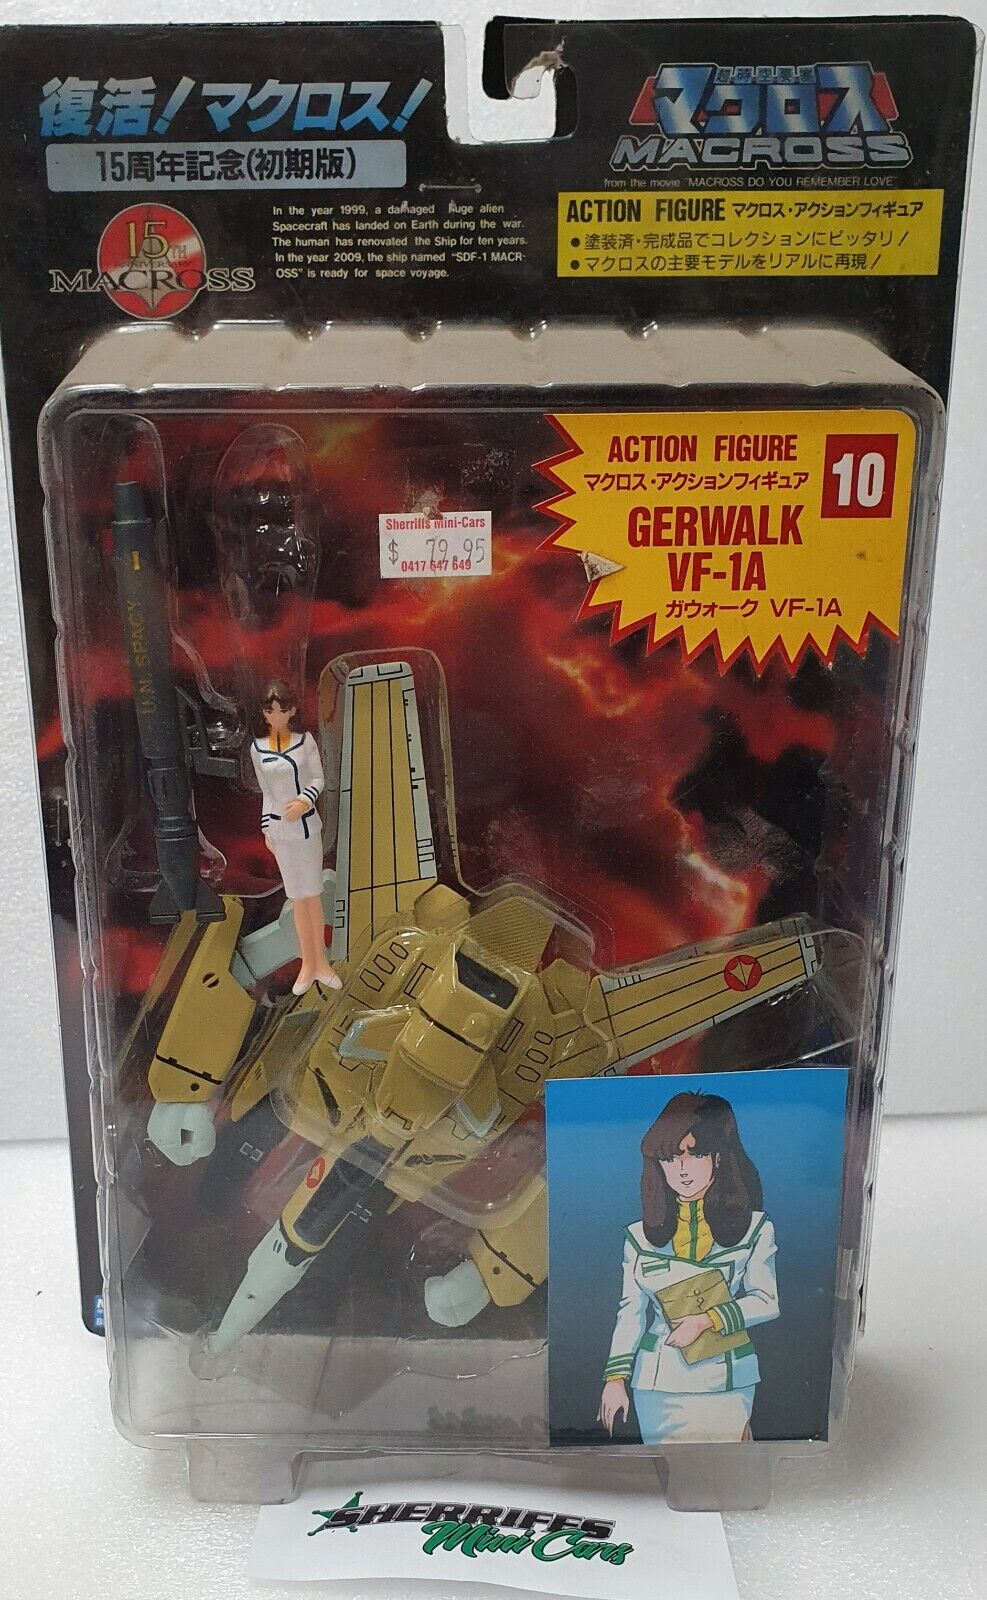 復活!マクロス!
15周年記念(初期版)
15TH
ANNIVERSARY
MACROSS
In the year 1999, a damaged huge alien
Spacecraft has landed on Earth during the war.
The human has renovated the Ship for ten years.
In the year 2009, the ship named "SDF-1 MACR-
OSS" is ready for space voyage.
超時空要塞
マクロス
MACROSS
from the movie "MACROSS DO YOU REMEMBER LOVE"
ACTION FIGURE マクロス・アクションフィギュア
●塗装済・完成品でコレクションにピッタリ!
●マクロスの主要モデルをリアルに再現!
ACTION FIGURE
マクロス・アクションフィギュア
10
GERWALK
VF-1A
ガウォーク VF-1A
Sherriffs Mini-Cars
$ 79.95
0417 647 649
U.N. SPACY
SHERRIFFS
Mini Cars